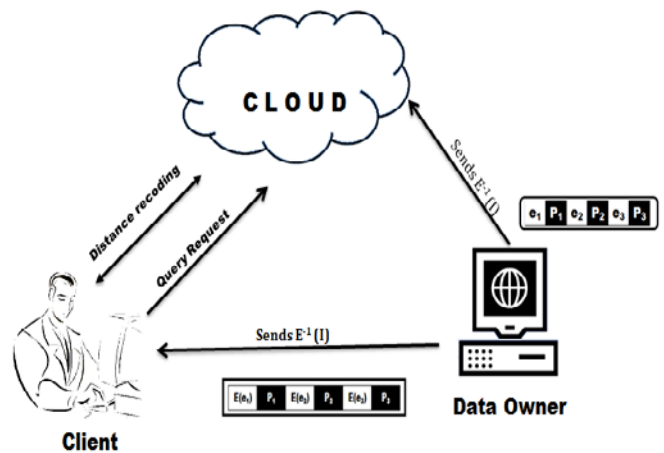 CLOUD
Distance recoding
Query Request
Sends E⁻¹(I)
e₁ P₁ e₂ P₂ e₃ P₃
Sends E⁻¹(I)
E(e₁) P₁ E(e₂) P₂ E(e₃) P₃
Data Owner
Client